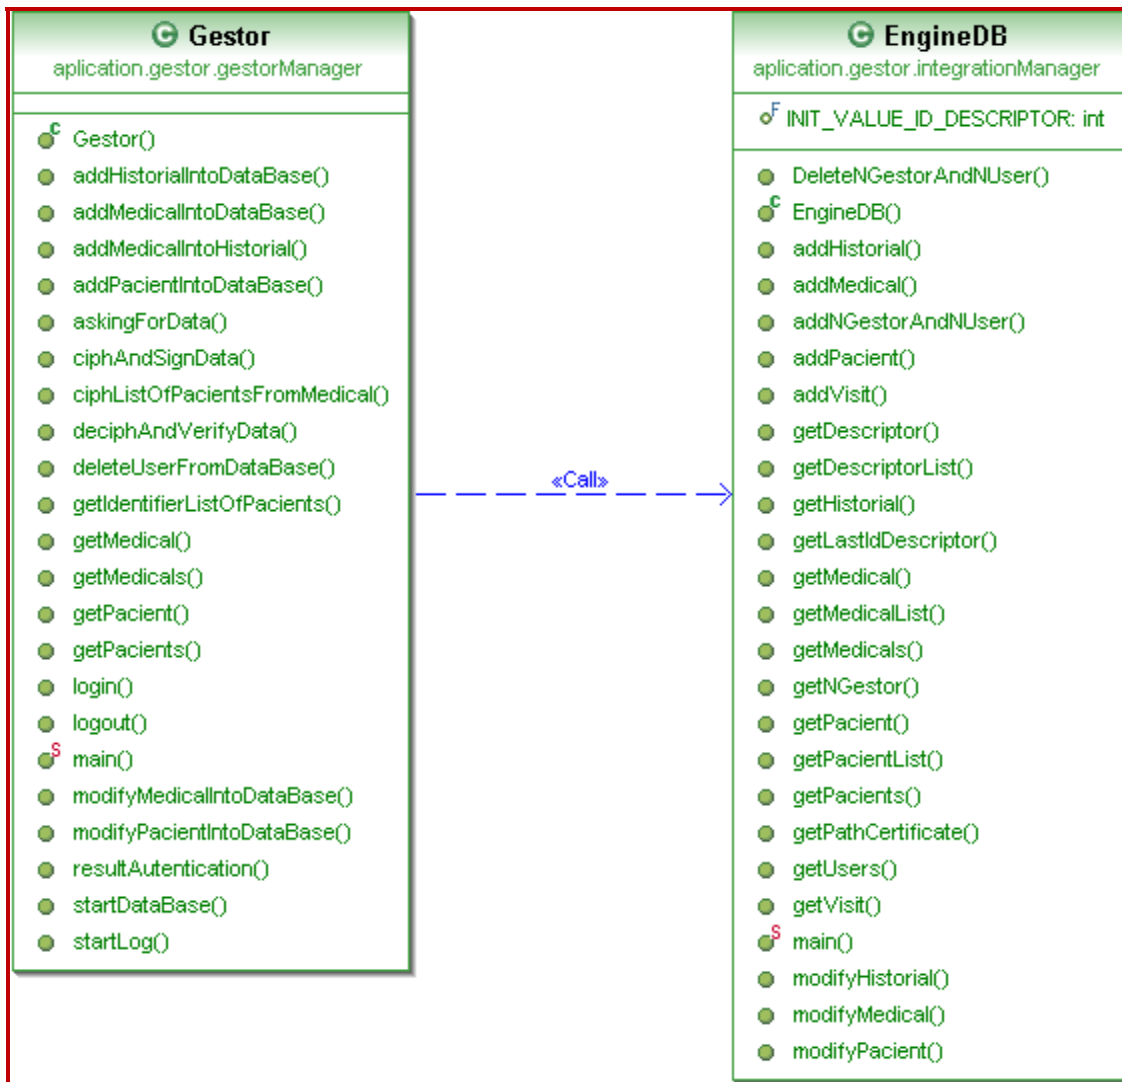 Gestor
aplication.gestor.gestorManager
Gestor()
addHistorialIntoDataBase()
addMedicalIntoDataBase()
addMedicalIntoHistorial()
addPacientIntoDataBase()
askingForData()
ciphAndSignData()
ciphListOfPacientsFromMedical()
deciphAndVerifyData()
deleteUserFromDataBase()
getIdentifierListOfPacients()
getMedical()
getMedicals()
getPacient()
getPacients()
login()
logout()
main()
modifyMedicalIntoDataBase()
modifyPacientIntoDataBase()
resultAutentication()
startDataBase()
startLog()
«Call»
EngineDB
aplication.gestor.integrationManager
INIT_VALUE_ID_DESCRIPTOR: int
DeleteNGestorAndNUser()
EngineDB()
addHistorial()
addMedical()
addNGestorAndNUser()
addPacient()
addVisit()
getDescriptor()
getDescriptorList()
getHistorial()
getLastIdDescriptor()
getMedical()
getMedicalList()
getMedicals()
getNGestor()
getPacient()
getPacientList()
getPacients()
getPathCertificate()
getUsers()
getVisit()
main()
modifyHistorial()
modifyMedical()
modifyPacient()